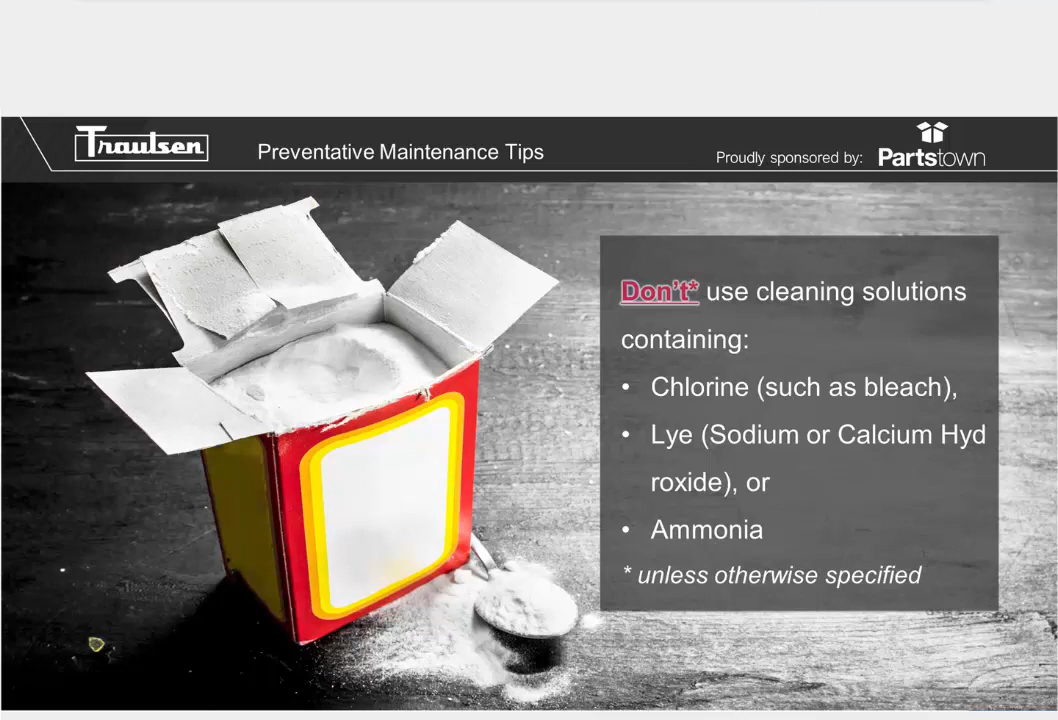 Traulsen
Preventative Maintenance Tips
Proudly sponsored by:
Partstown
Don't* use cleaning solutions
containing:
• Chlorine (such as bleach),
• Lye (Sodium or Calcium Hyd
roxide), or
• Ammonia
* unless otherwise specified